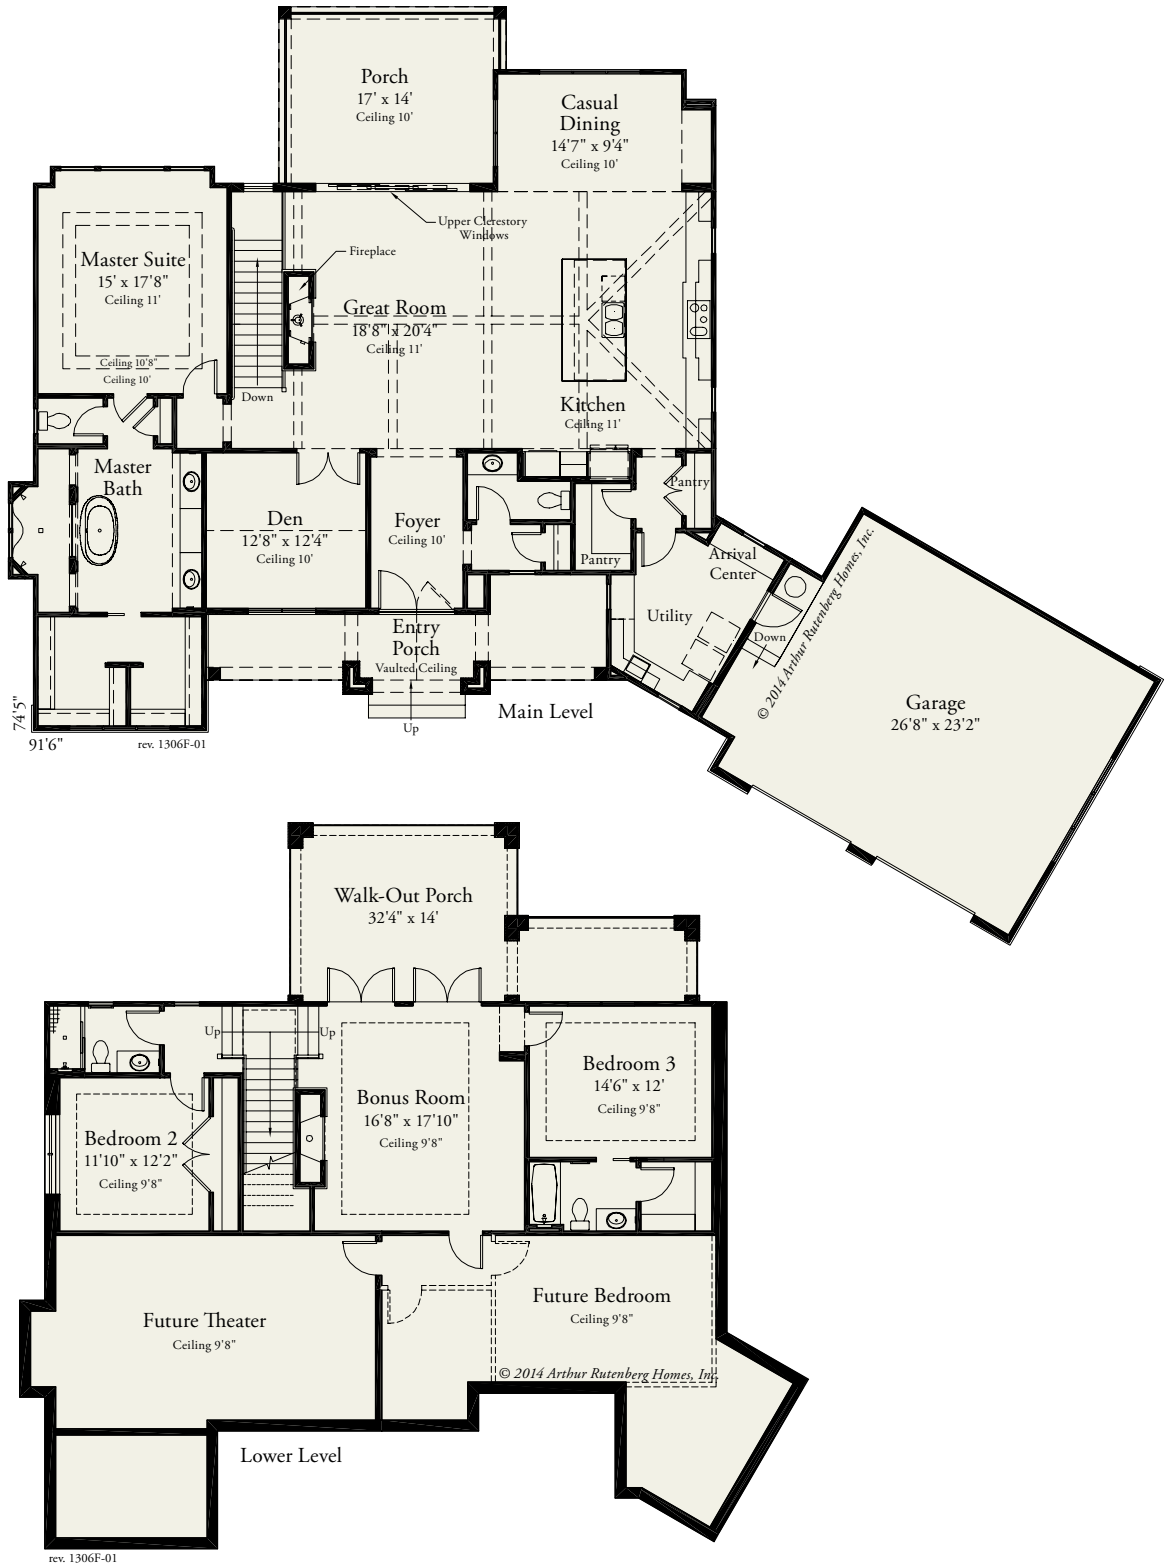 Porch
17' x 14'
Ceiling 10'
Casual
Dining
14'7" x 9'4"
Ceiling 10'
Upper Clerestory
Windows
Fireplace
Master Suite
15' x 17'8"
Ceiling 11'
Ceiling 10'8"
Ceiling 10'
Great Room
18'8" x 20'4"
Ceiling 11'
Down
Kitchen
Ceiling 11'
Master
Bath
Den
12'8" x 12'4"
Ceiling 10'
Foyer
Ceiling 10'
Pantry
Pantry
Arrival
Center
Utility
Down
Entry
Porch
Vaulted Ceiling
Up
Main Level
© 2014 Arthur Rutenberg Homes, Inc.
Garage
26'8" x 23'2"
74'5"
91'6"
rev. 1306F-01
Walk-Out Porch
32'4" x 14'
Up
Up
Bedroom 3
14'6" x 12'
Ceiling 9'8"
Bonus Room
16'8" x 17'10"
Ceiling 9'8"
Bedroom 2
11'10" x 12'2"
Ceiling 9'8"
Future Theater
Ceiling 9'8"
Future Bedroom
Ceiling 9'8"
© 2014 Arthur Rutenberg Homes, Inc.
Lower Level
rev. 1306F-01